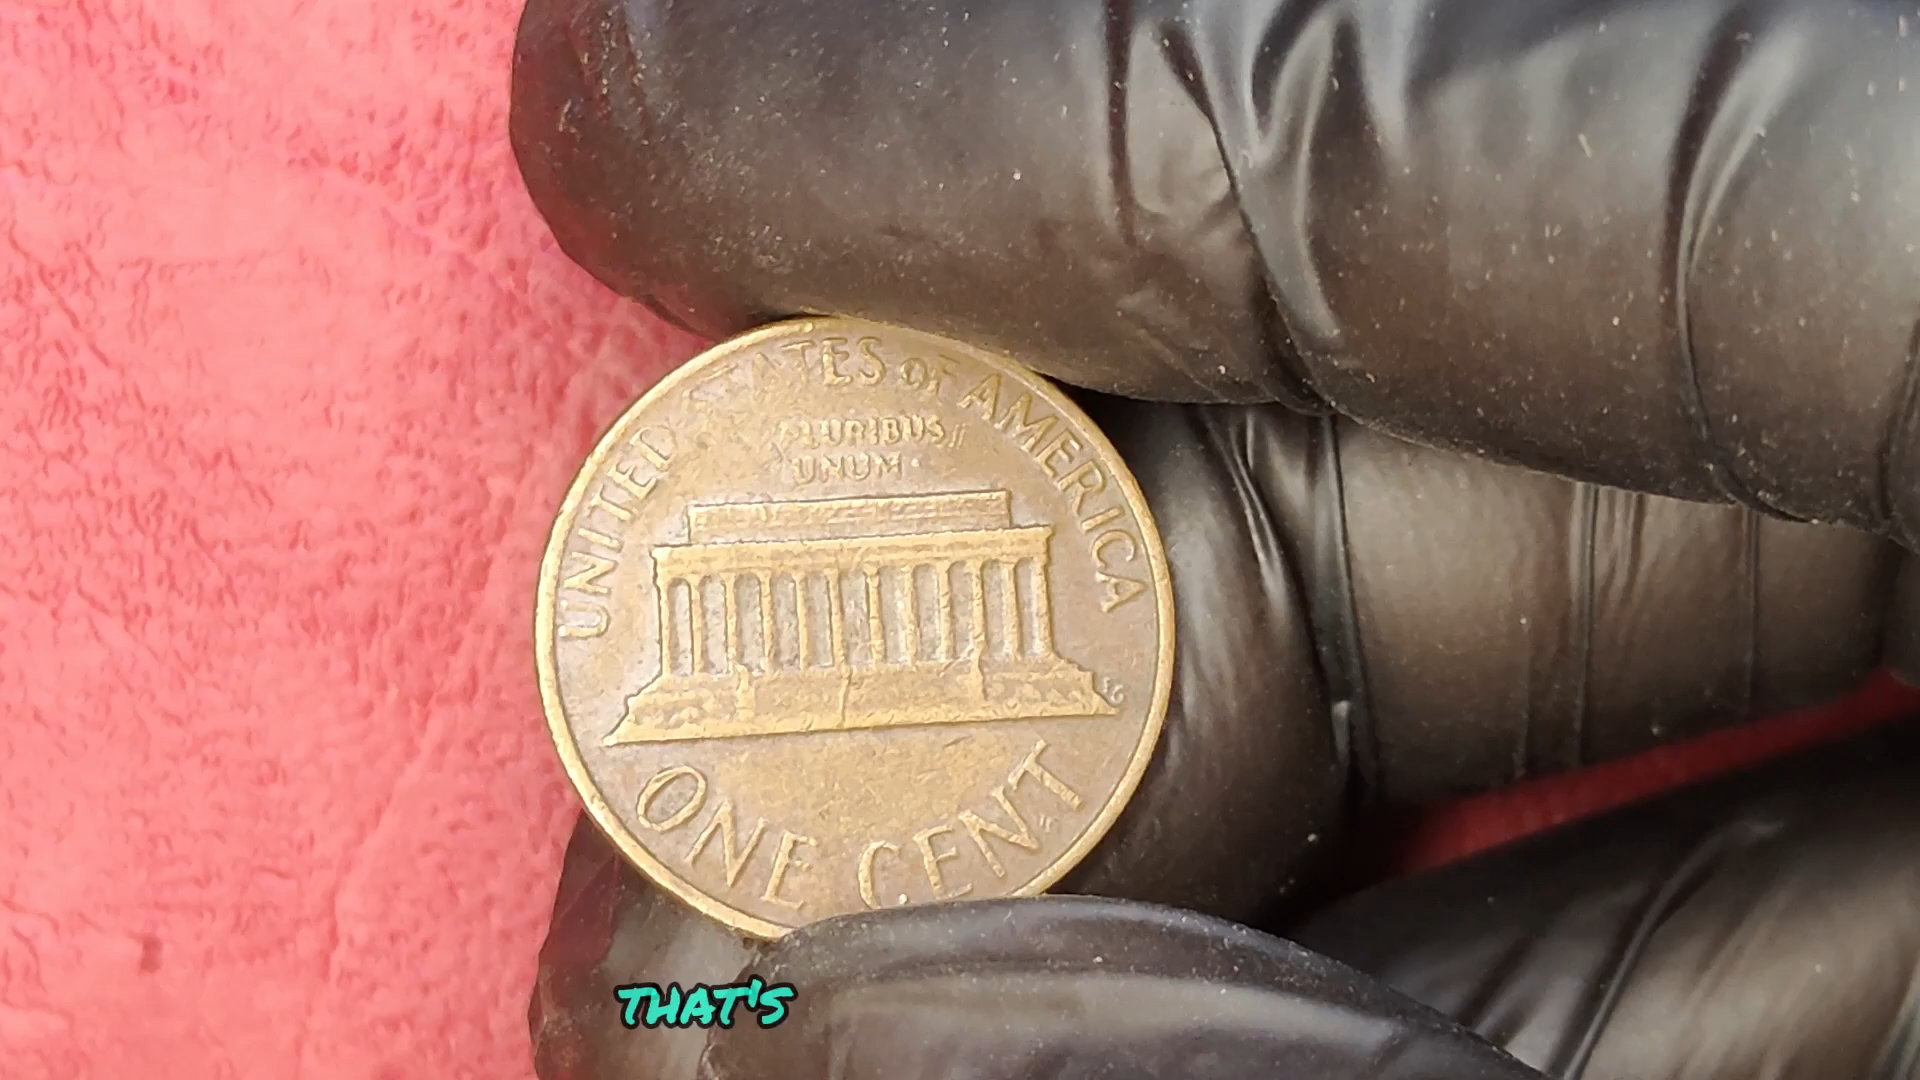 UNITED STATES OF AMERICA
PLURIBUS
UNUM
ONE CENT
THAT'S